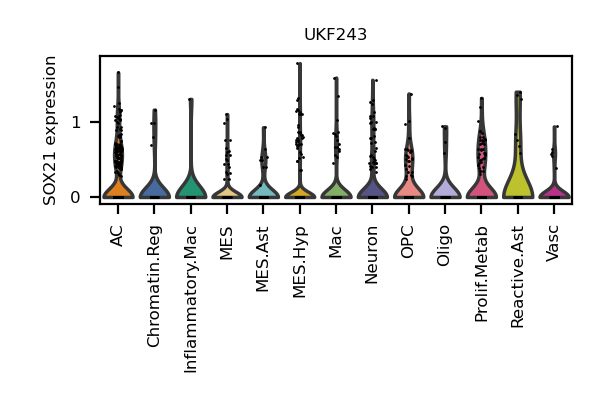 UKF243
SOX21 expression
1
0
AC
Chromatin.Reg
Inflammatory.Mac
MES
MES.Ast
MES.Hyp
Mac
Neuron
OPC
Oligo
Prolif.Metab
Reactive.Ast
Vasc